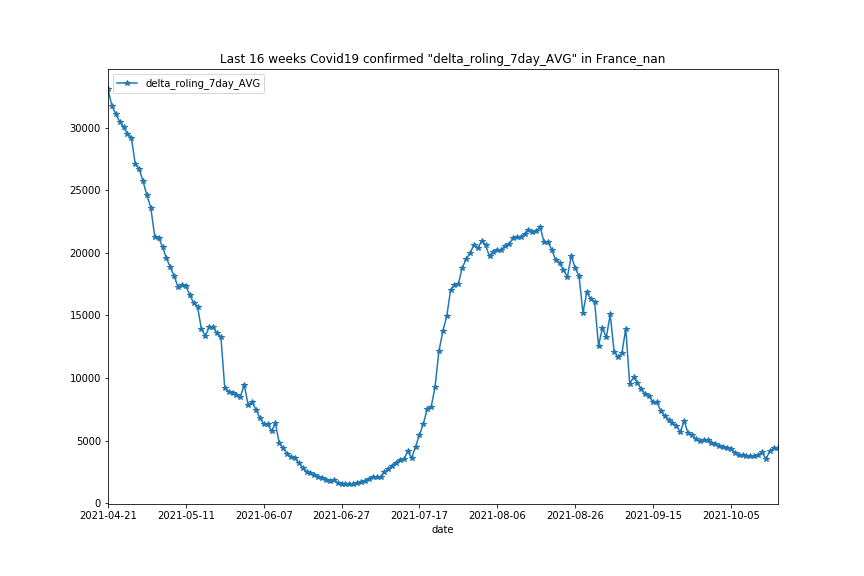 Last 16 weeks Covid19 confirmed "delta_roling_7day_AVG" in France_nan
delta_roling_7day_AVG
30000
25000
20000
15000
10000
5000
0
2021-04-21 2021-05-11 2021-06-07 2021-06-27 2021-07-17 2021-08-06 2021-08-26 2021-09-15 2021-10-05
date